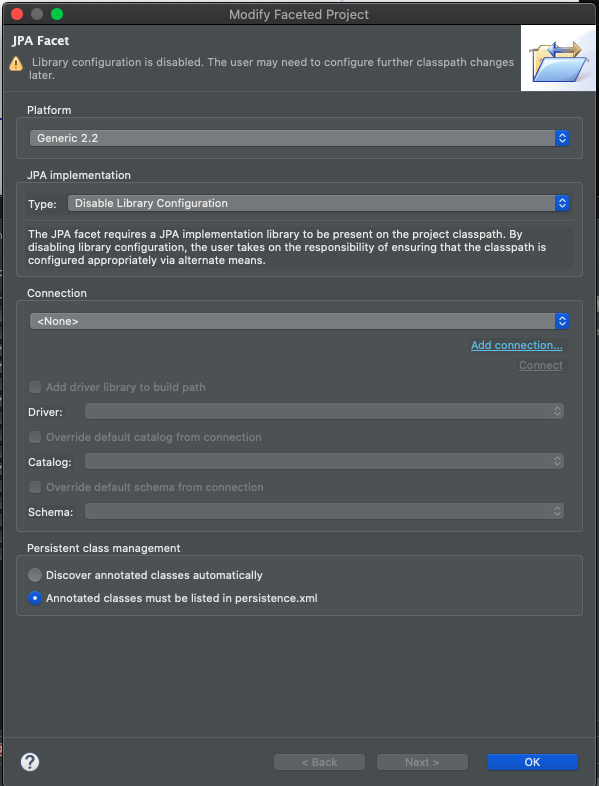 Modify Faceted Project
JPA Facet
Library configuration is disabled. The user may need to configure further classpath changes
later.
Platform
Generic 2.2
JPA implementation
Type: Disable Library Configuration
The JPA facet requires a JPA implementation library to be present on the project classpath. By
disabling library configuration, the user takes on the responsibility of ensuring that the classpath is
configured appropriately via alternate means.
Connection
<None>
Add connection...
Connect
Add driver library to build path
Driver:
Override default catalog from connection
Catalog:
Override default schema from connection
Schema:
Persistent class management
Discover annotated classes automatically
Annotated classes must be listed in persistence.xml
? < Back Next > OK